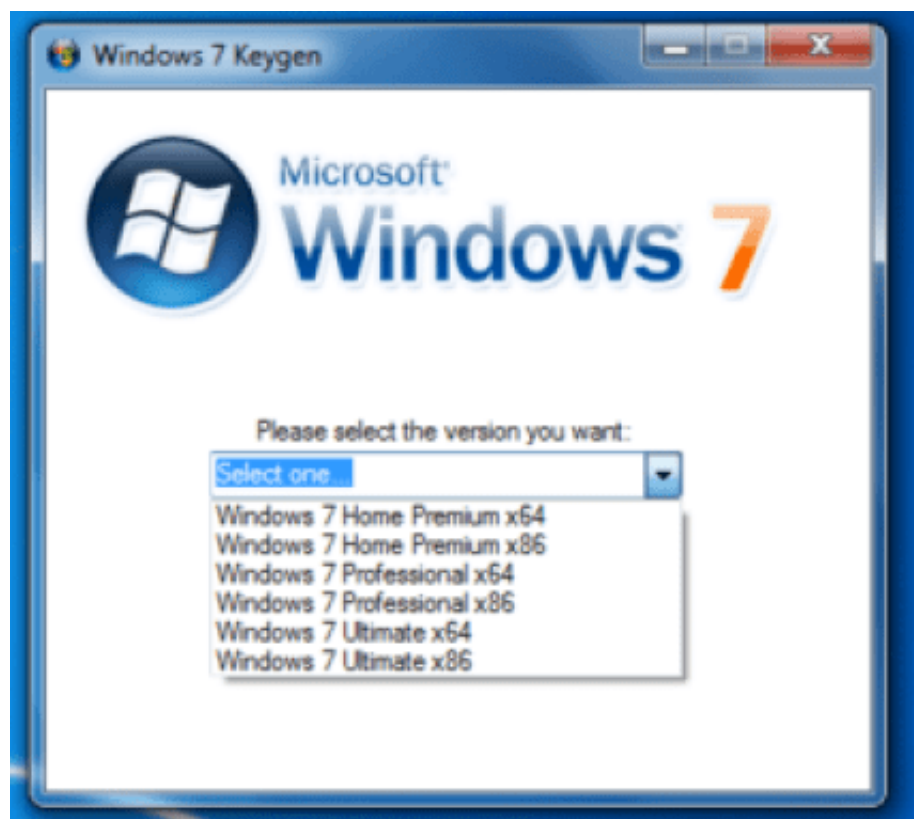 Windows 7 Keygen
Microsoft®
Windows 7
Please select the version you want:
Select one...
Windows 7 Home Premium x64
Windows 7 Home Premium x86
Windows 7 Professional x64
Windows 7 Professional x86
Windows 7 Ultimate x64
Windows 7 Ultimate x86